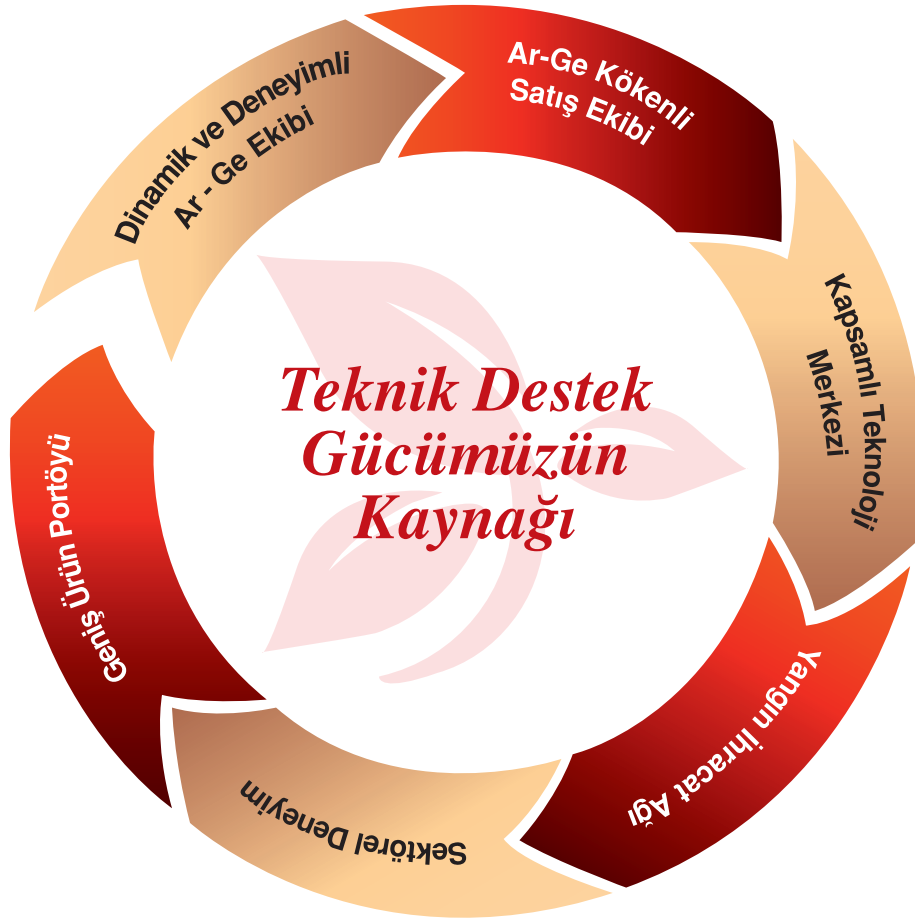 Teknik Destek
Gücümüzün
Kaynağı
Dinamik ve Deneyimli
Ar - Ge Ekibi
Ar-Ge Kökenli
Satış Ekibi
Kapsamlı Teknoloji
Merkezi
Yangın İhracat Ağı
Sektörel Deneyim
Geniş Ürün Portöyü